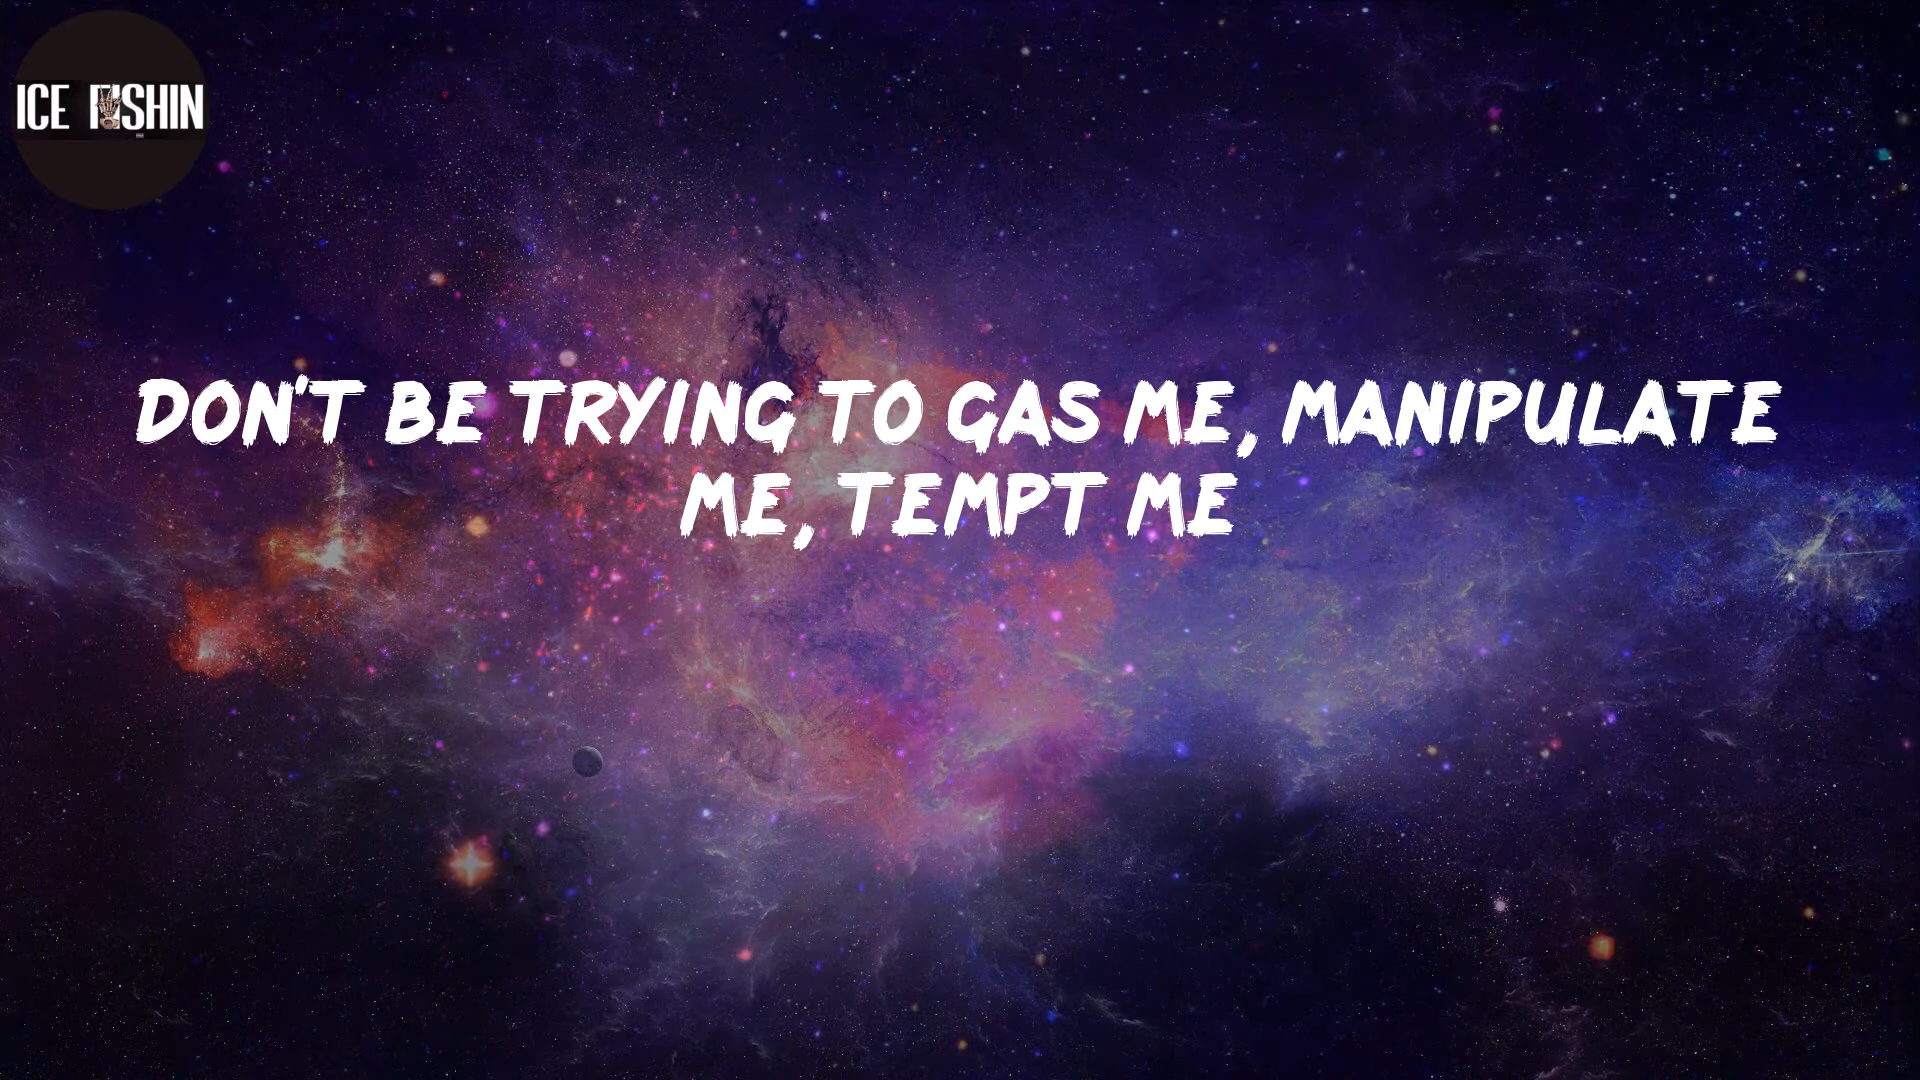 ICE FISHIN
DON'T BE TRYING TO GAS ME, MANIPULATE
ME, TEMPT ME